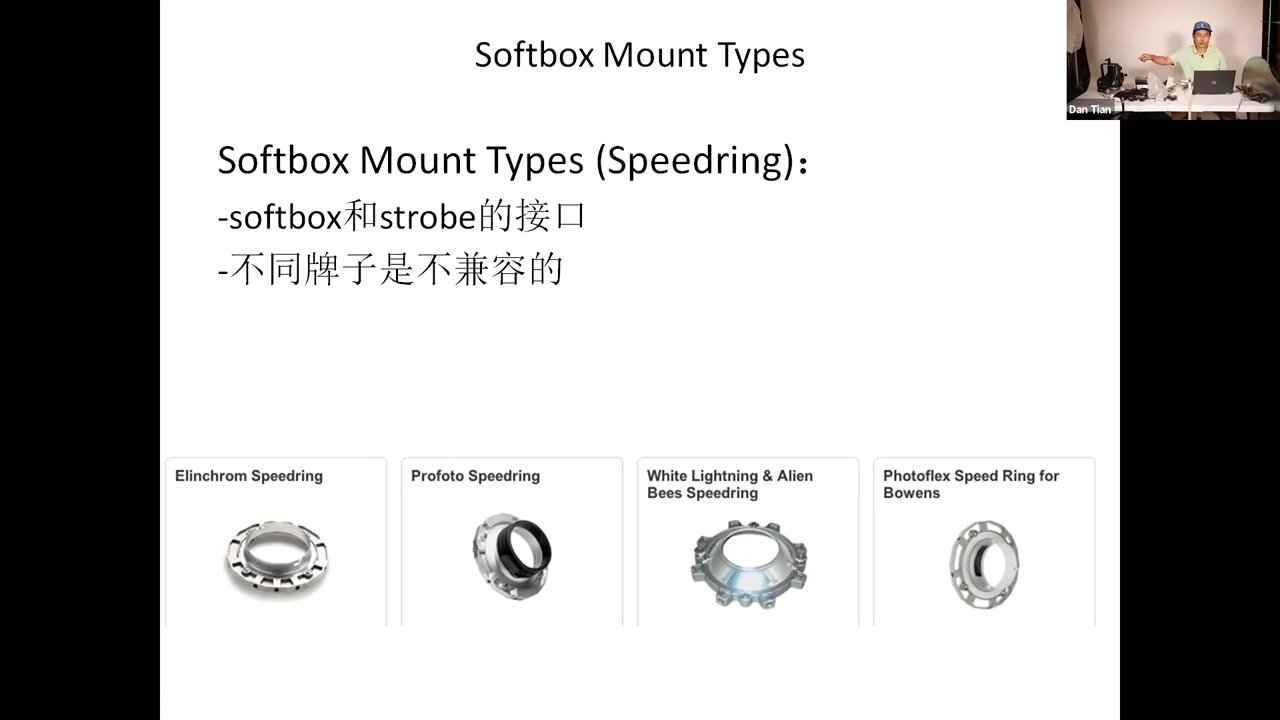 Softbox Mount Types
Dan Tian
Softbox Mount Types (Speedring)：
-softbox和strobe的接口
-不同牌子是不兼容的
Elinchrom Speedring
Profoto Speedring
White Lightning & Alien
Bees Speedring
Photoflex Speed Ring for
Bowens